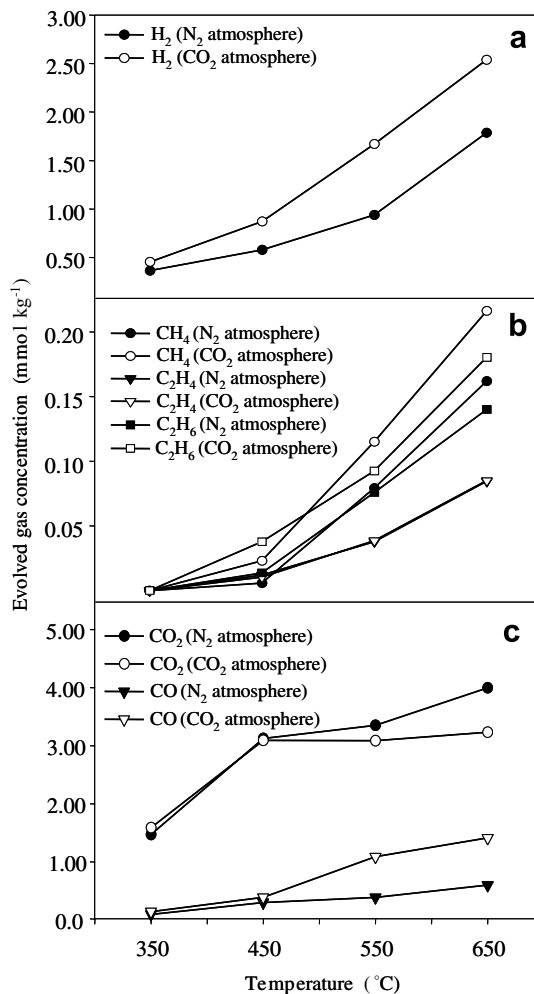 3.00
H₂ (N₂ atmosphere)
a
H₂ (CO₂ atmosphere)
2.50
2.00
1.50
1.00
0.50
Evolved gas concentration (mmol kg⁻¹)
b
CH₄ (N₂ atmosphere)
0.20
CH₄ (CO₂ atmosphere)
C₂H₄ (N₂ atmosphere)
0.15
C₂H₄ (CO₂ atmosphere)
C₂H₆ (N₂ atmosphere)
C₂H₆ (CO₂ atmosphere)
0.10
0.05
5.00
CO₂ (N₂ atmosphere)
c
CO₂ (CO₂ atmosphere)
4.00
CO (N₂ atmosphere)
CO (CO₂ atmosphere)
3.00
2.00
1.00
0.0
350 450 550 650
Temperature (°C)